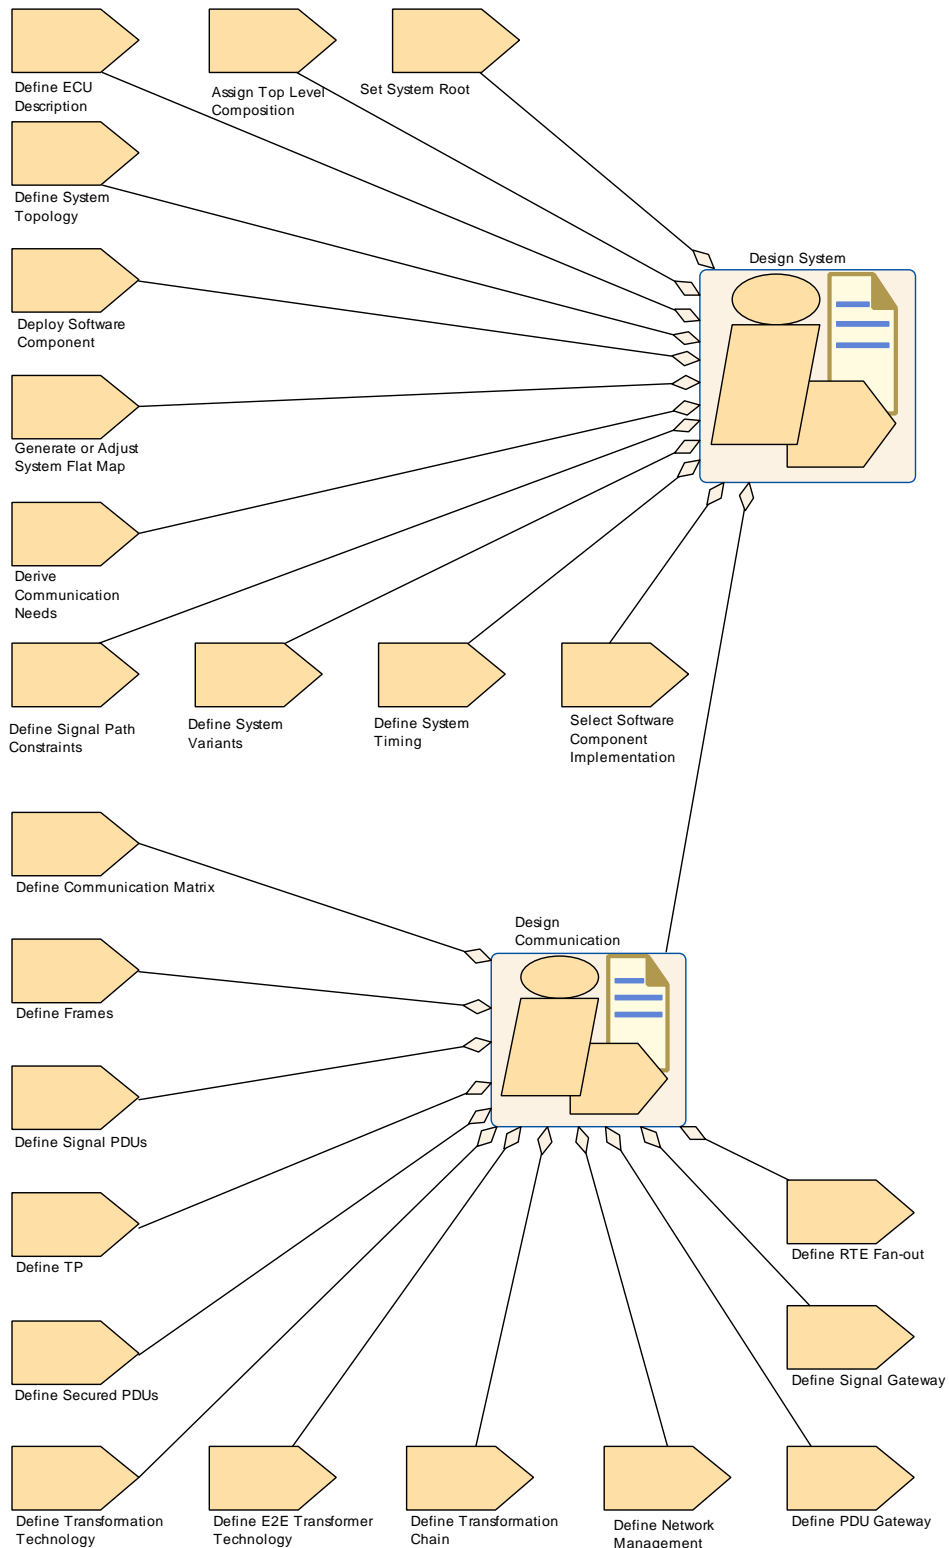 Define ECU
Description
Assign Top Level
Composition
Set System Root
Define System
Topology
Design System
Deploy Software
Component
Generate or Adjust
System Flat Map
Derive
Communication
Needs
Define Signal Path
Constraints
Define System
Variants
Define System
Timing
Select Software
Component
Implementation
Define Communication Matrix
Design
Communication
Define Frames
Define Signal PDUs
Define TP
Define RTE Fan-out
Define Secured PDUs
Define Signal Gateway
Define Transformation
Technology
Define E2E Transformer
Technology
Define Transformation
Chain
Define Network
Management
Define PDU Gateway